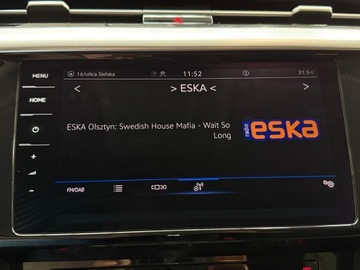 MENU
16/ulica Sielska
11:52
21.5°C
HOME
< > ESKA < >
ESKA Olsztyn: Swedish House Mafia - Wait So
Long
radio eska
+
-
FM/DAB